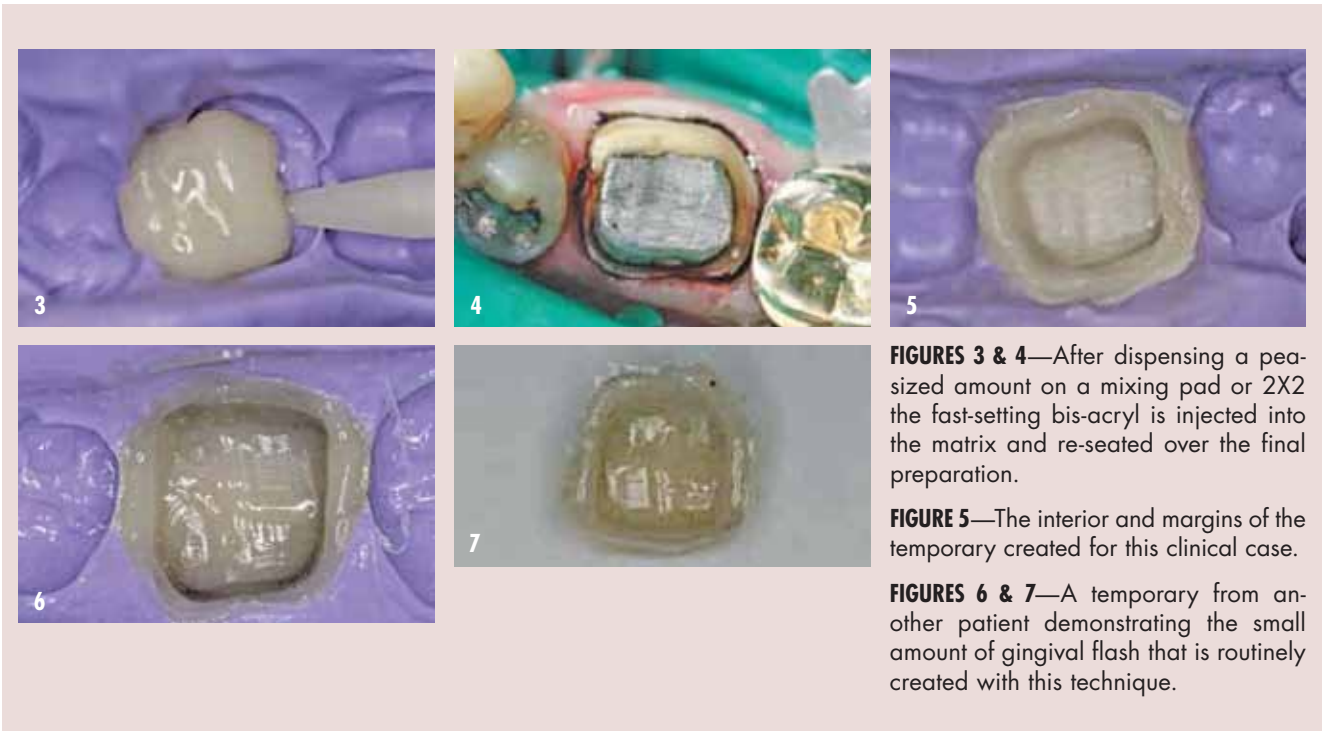 3
4
5
6
7
FIGURES 3 & 4—After dispensing a pea-
sized amount on a mixing pad or 2X2
the fast-setting bis-acryl is injected into
the matrix and re-seated over the final
preparation.
FIGURE 5—The interior and margins of the
temporary created for this clinical case.
FIGURES 6 & 7—A temporary from an-
other patient demonstrating the small
amount of gingival flash that is routinely
created with this technique.